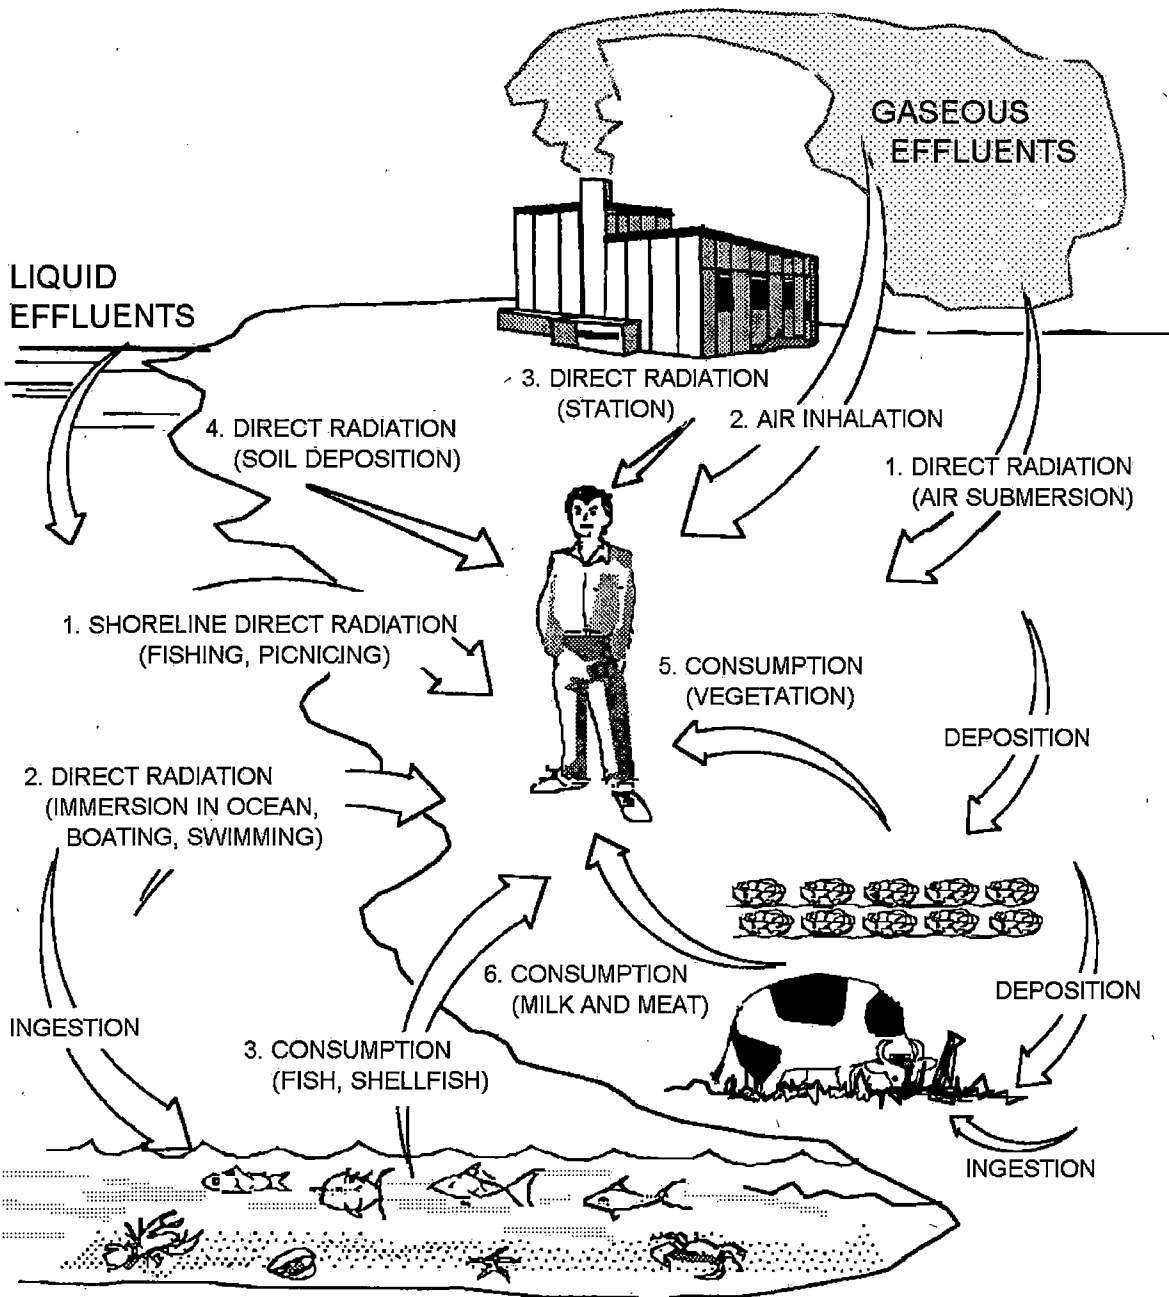 GASEOUS
EFFLUENTS
LIQUID
EFFLUENTS
3. DIRECT RADIATION
(STATION)
2. AIR INHALATION
4. DIRECT RADIATION
(SOIL DEPOSITION)
1. DIRECT RADIATION
(AIR SUBMERSION)
1. SHORELINE DIRECT RADIATION
(FISHING, PICNICING)
5. CONSUMPTION
(VEGETATION)
DEPOSITION
2. DIRECT RADIATION
(IMMERSION IN OCEAN,
BOATING, SWIMMING)
6. CONSUMPTION
(MILK AND MEAT)
DEPOSITION
INGESTION
3. CONSUMPTION
(FISH, SHELLFISH)
INGESTION